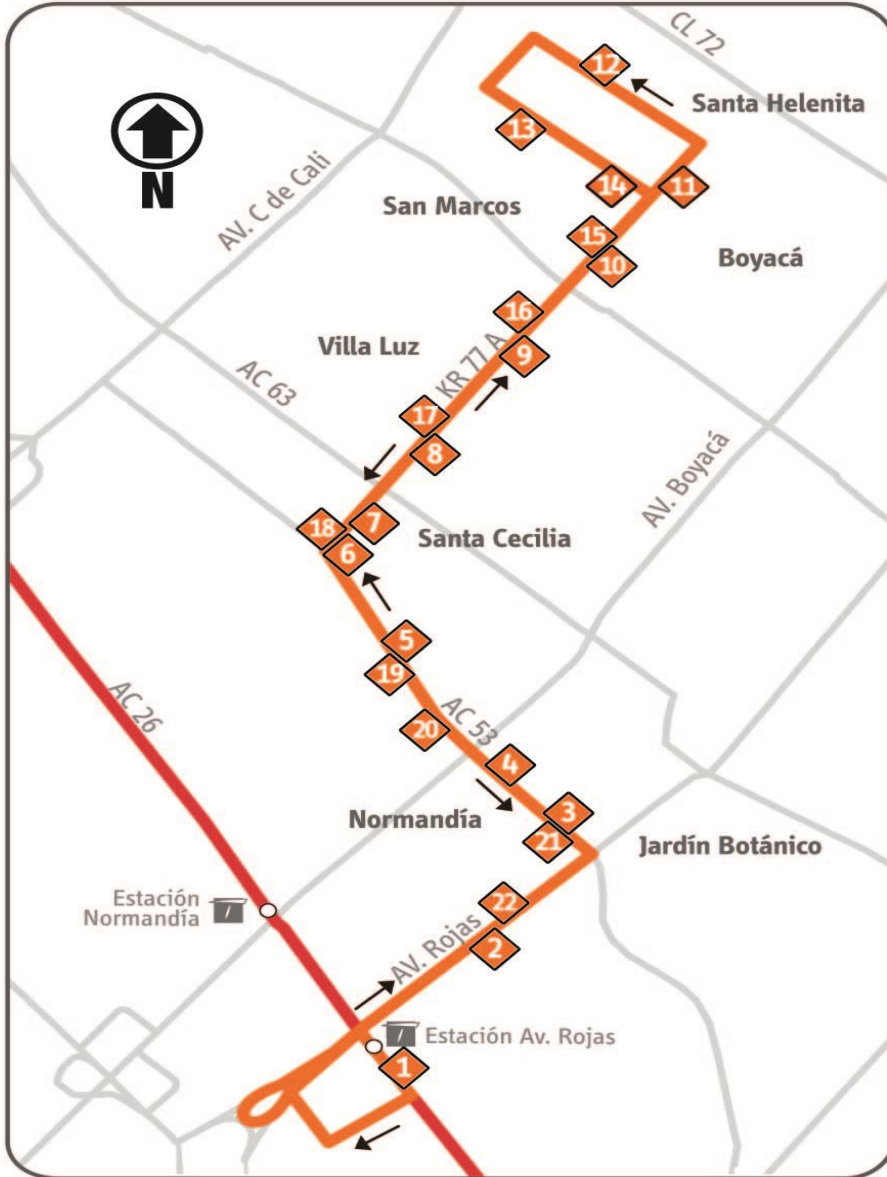 CL 72
12
Santa Helenita
13
14
11
AV. C de Cali
N
San Marcos
15
10
Boyacá
16
Villa Luz
9
KR 77 A
AC 63
17
8
AV. Boyacá
18
7
6
Santa Cecilia
5
19
AC 26
20
AC 53
4
3
Normandía
21
Jardín Botánico
Estación
Normandía
22
2
AV. Rojas
Estación Av. Rojas
1